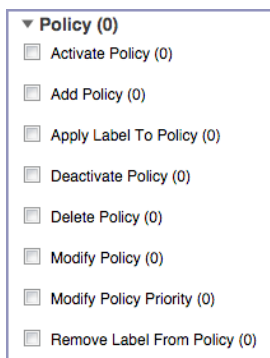 Policy (0)
Activate Policy (0)
Add Policy (0)
Apply Label To Policy (0)
Deactivate Policy (0)
Delete Policy (0)
Modify Policy (0)
Modify Policy Priority (0)
Remove Label From Policy (0)